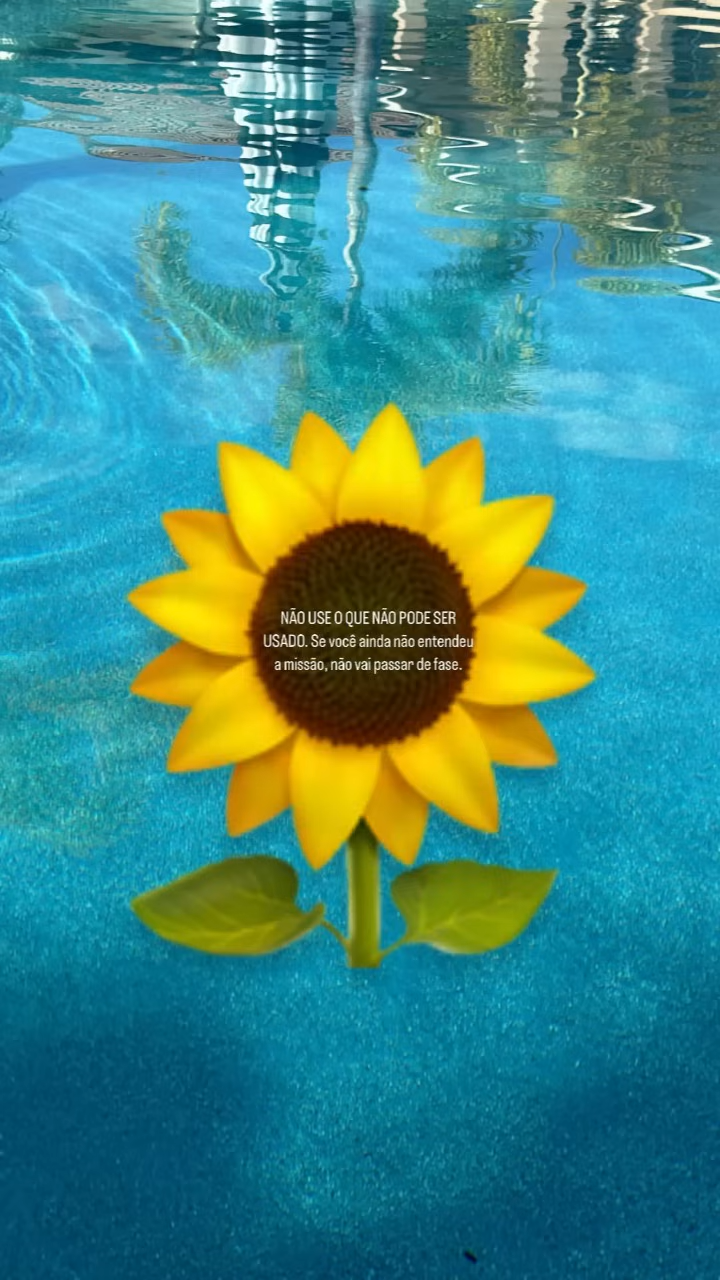 NÃO USE O QUE NÃO PODE SER
USADO. Se você ainda não entendeu
a missão, não vai passar de fase.